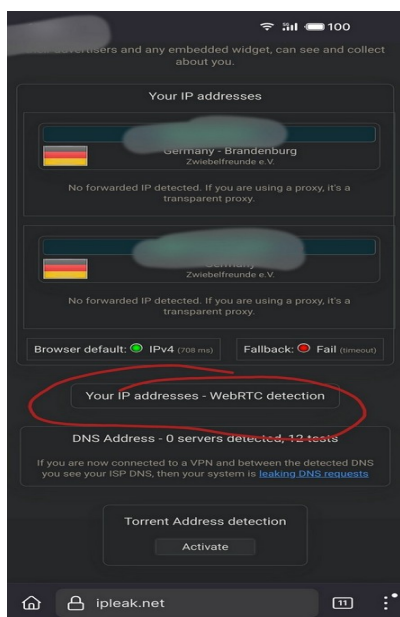 100
advertisers and any embedded widget, can see and collect
about you.
Your IP addresses
Germany - Brandenburg
Zwiebelfreunde e.V.
No forwarded IP detected. If you are using a proxy, it's a
transparent proxy.
Germany
Zwiebelfreunde e.V.
No forwarded IP detected. If you are using a proxy, it's a
transparent proxy.
Browser default: IPv4 (708 ms) Fallback: Fail (timeout)
Your IP addresses - WebRTC detection
DNS Address - 0 servers detected, 12 tests
If you are now connected to a VPN and between the detected DNS
you see your ISP DNS, then your system is leaking DNS requests
Torrent Address detection
Activate
ipleak.net
11